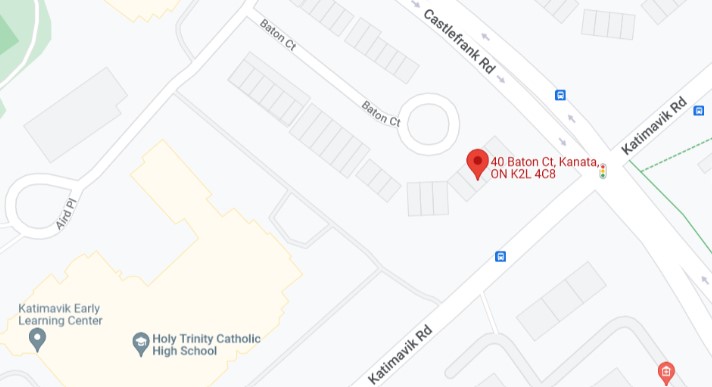 Baton Ct
Castlefrank Rd
Baton Ct
Katimavik Rd
40 Baton Ct, Kanata,
ON K2L 4C8
Aird Pl
Katimavik Early
Learning Center
Holy Trinity Catholic
High School
Katimavik Rd